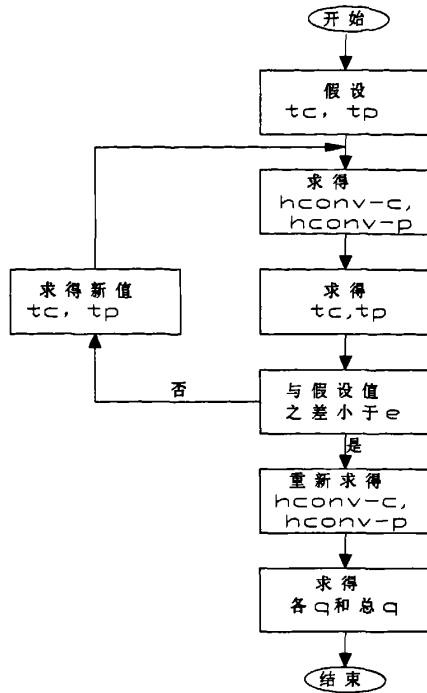 开始
假设
tc, tp
求得
hconv-c,
hconv-p
求得新值
tc, tp
求得
tc,tp
否
与假设值
之差小于e
是
重新求得
hconv-c,
hconv-p
求得
各q和总q
结束